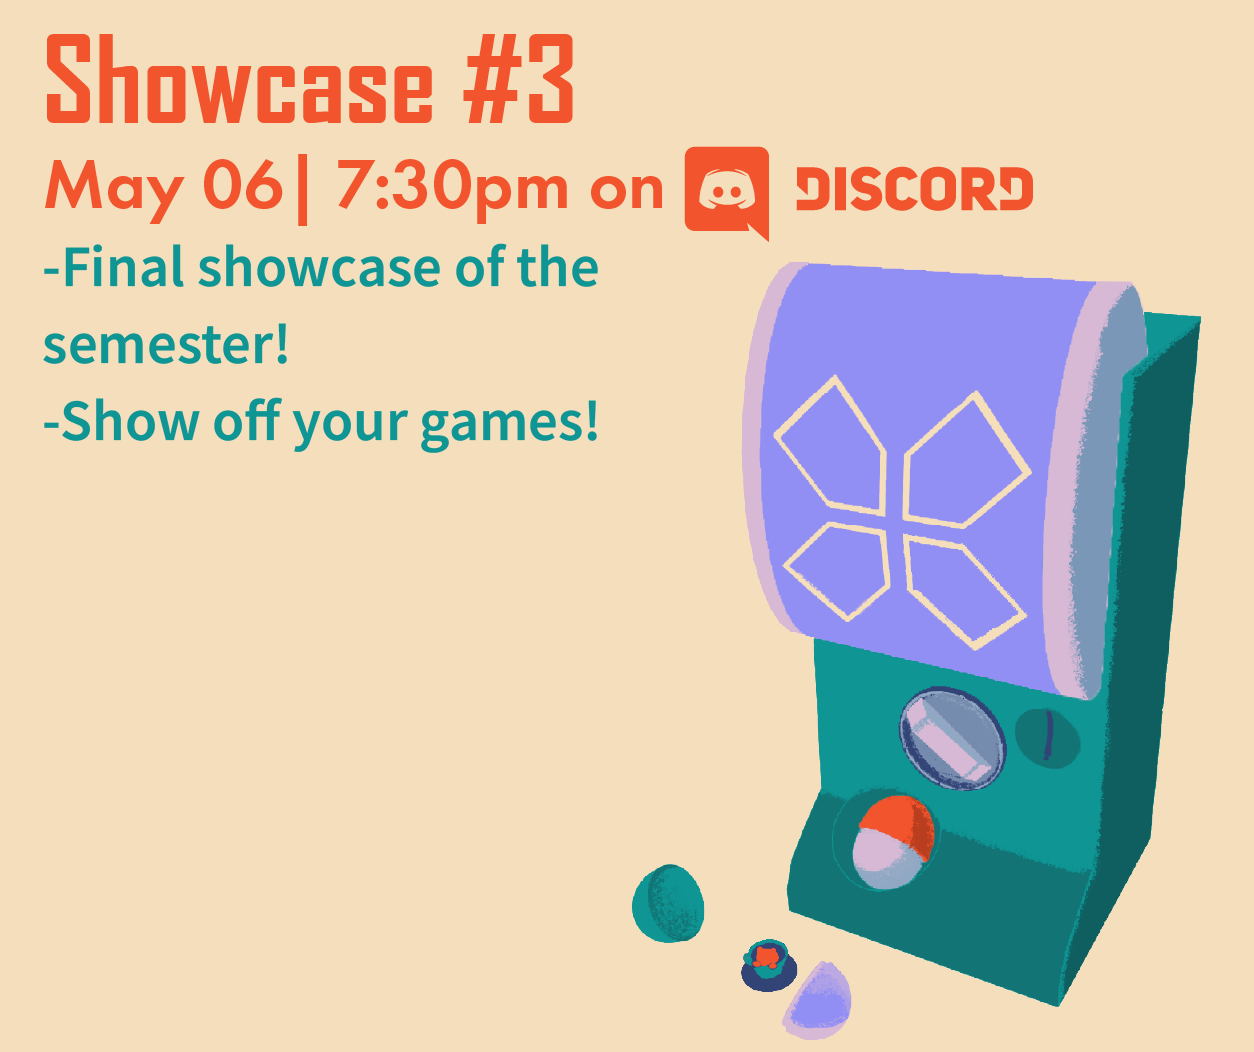 Showcase #3
May 06| 7:30pm on DISCORD
-Final showcase of the
semester!
-Show off your games!